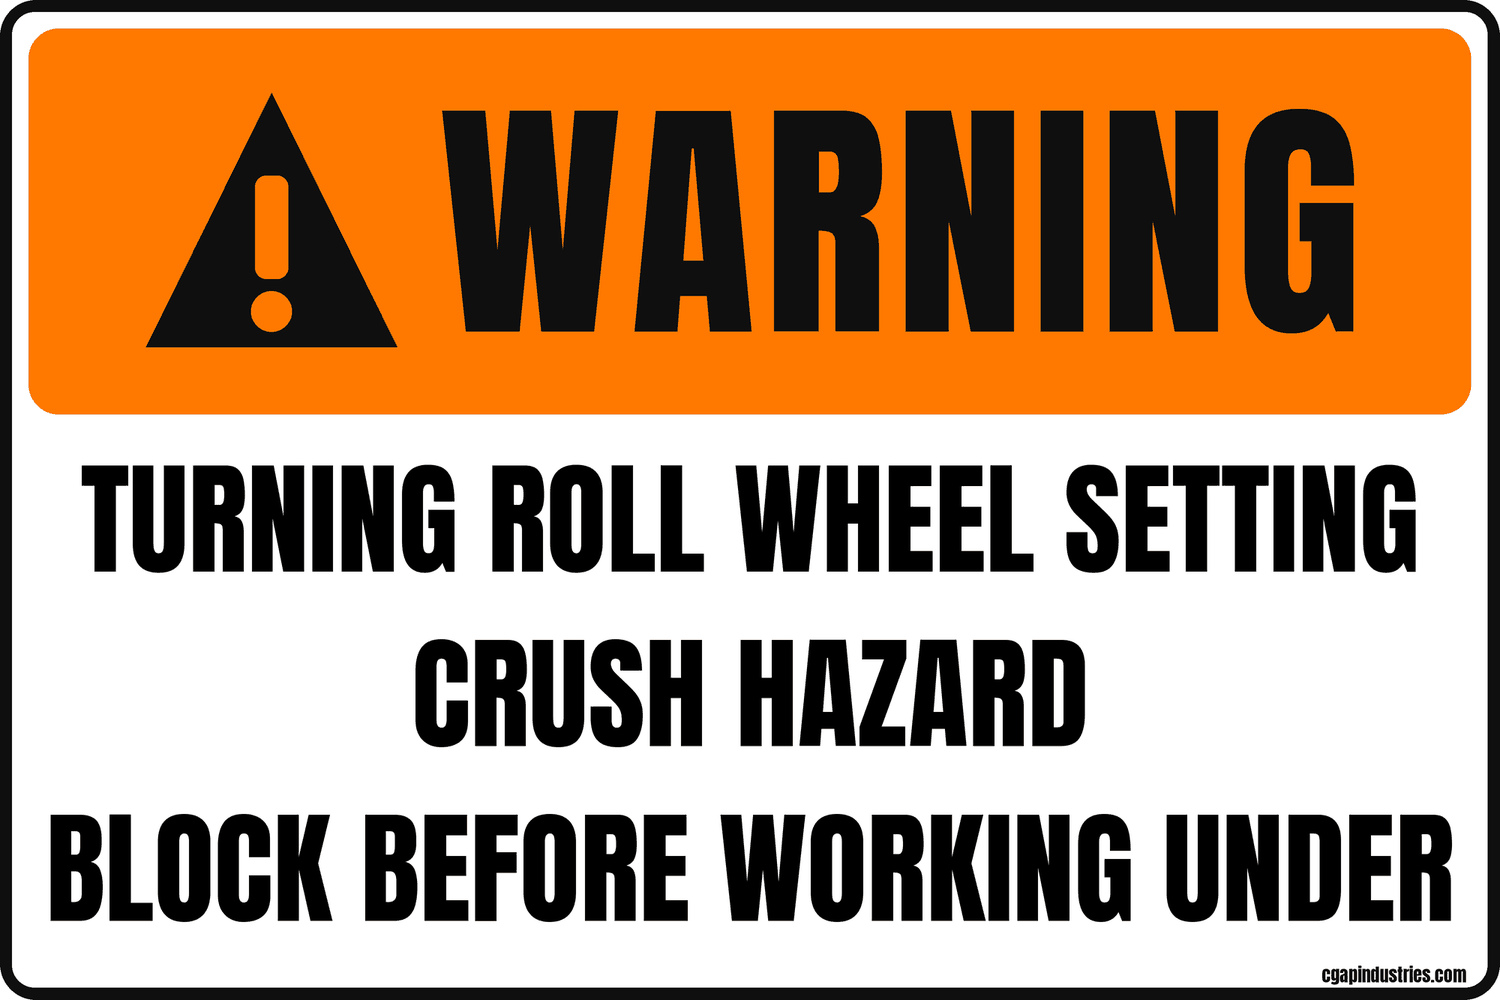 WARNING
TURNING ROLL WHEEL SETTING
CRUSH HAZARD
BLOCK BEFORE WORKING UNDER
cgapindustries.com